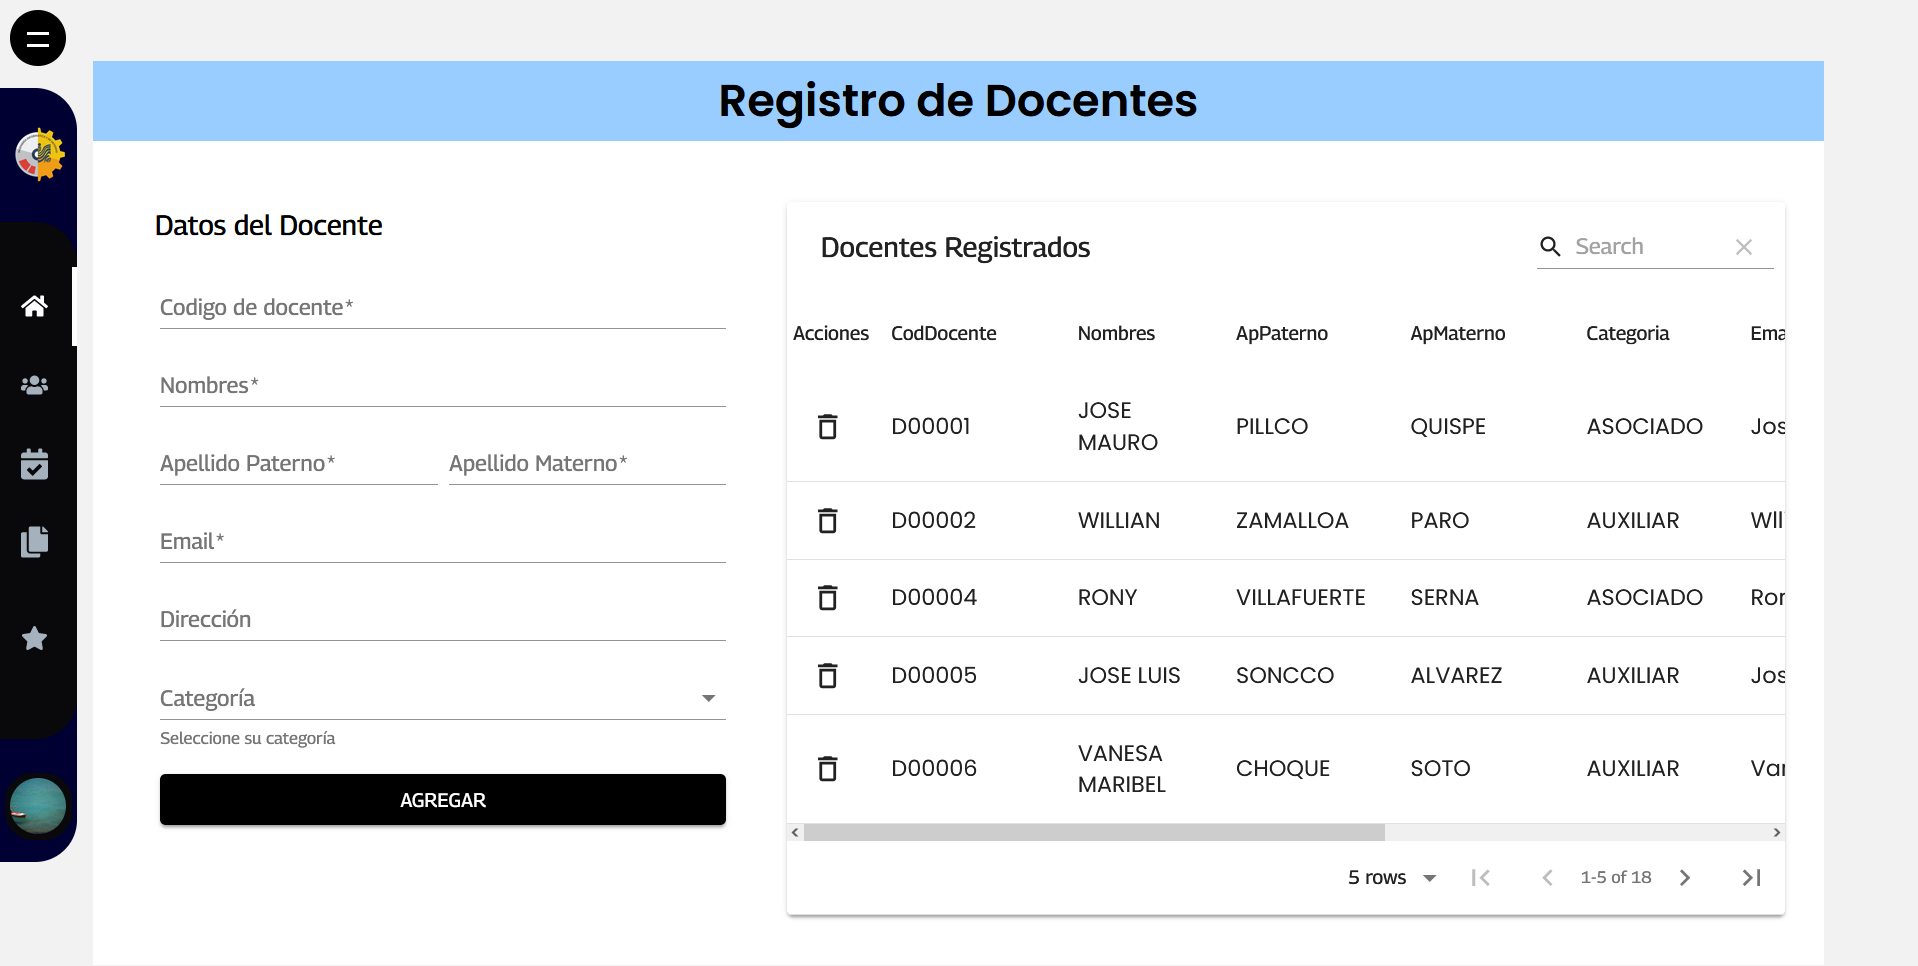 Registro de Docentes
Datos del Docente
Codigo de docente*
Nombres*
Apellido Paterno* Apellido Materno*
Email*
Dirección
Categoría
Seleccione su categoría
AGREGAR
Docentes Registrados
Search
Acciones CodDocente Nombres ApPaterno ApMaterno Categoria Ema
D00001 JOSE MAURO PILLCO QUISPE ASOCIADO Jos
D00002 WILLIAN ZAMALLOA PARO AUXILIAR Wll
D00004 RONY VILLAFUERTE SERNA ASOCIADO Ror
D00005 JOSE LUIS SONCCO ALVAREZ AUXILIAR Jos
D00006 VANESA MARIBEL CHOQUE SOTO AUXILIAR Var
5 rows 1-5 of 18